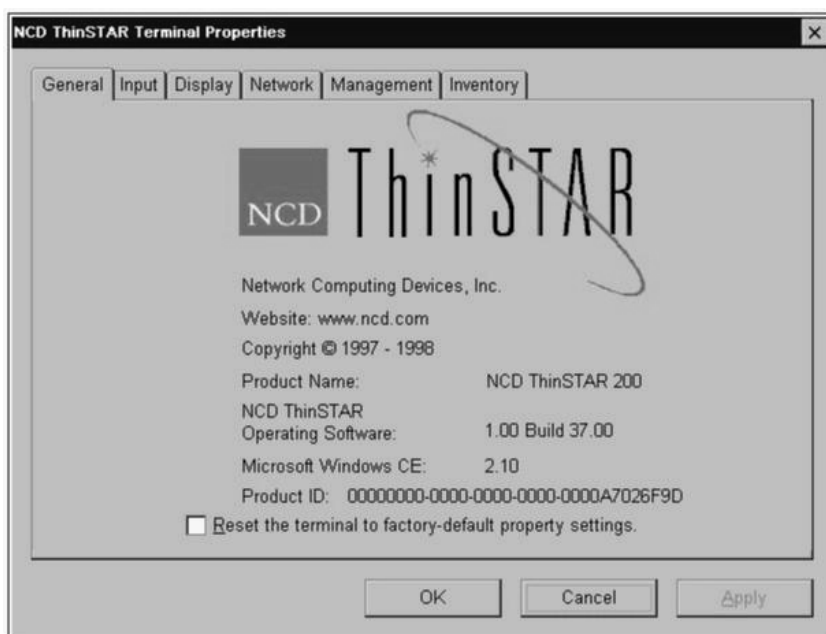 NCD ThinSTAR Terminal Properties
General Input Display Network Management Inventory
NCD ThinSTAR
Network Computing Devices, Inc.
Website: www.ncd.com
Copyright © 1997 - 1998
Product Name: NCD ThinSTAR 200
NCD ThinSTAR
Operating Software: 1.00 Build 37.00
Microsoft Windows CE: 2.10
Product ID: 00000000-0000-0000-0000-0000A7026F9D
Reset the terminal to factory-default property settings.
OK Cancel Apply